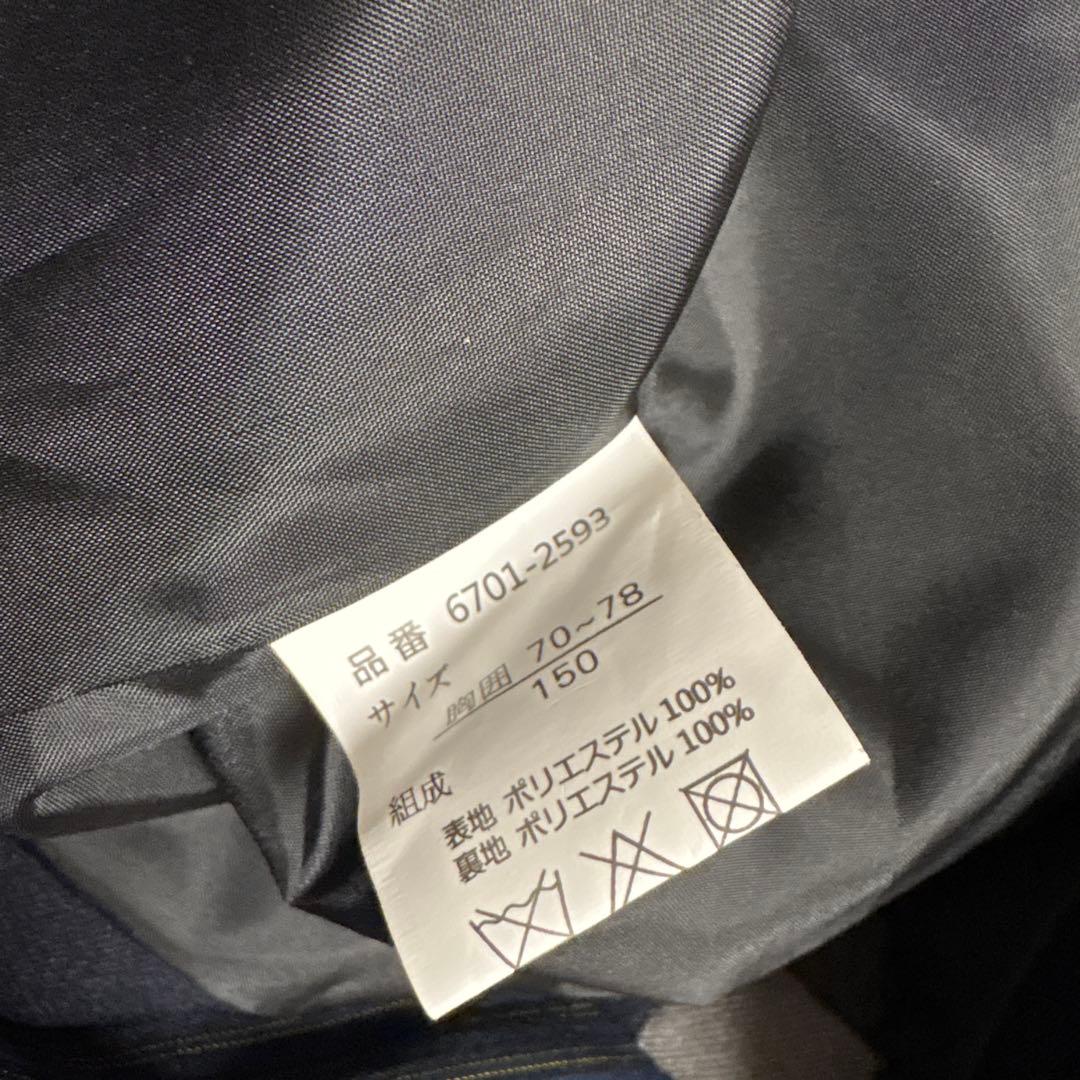 品番 6701-2593
サイズ
胸囲 70~78
150
組成
表地 ポリエステル 100%
裏地 ポリエステル 100%